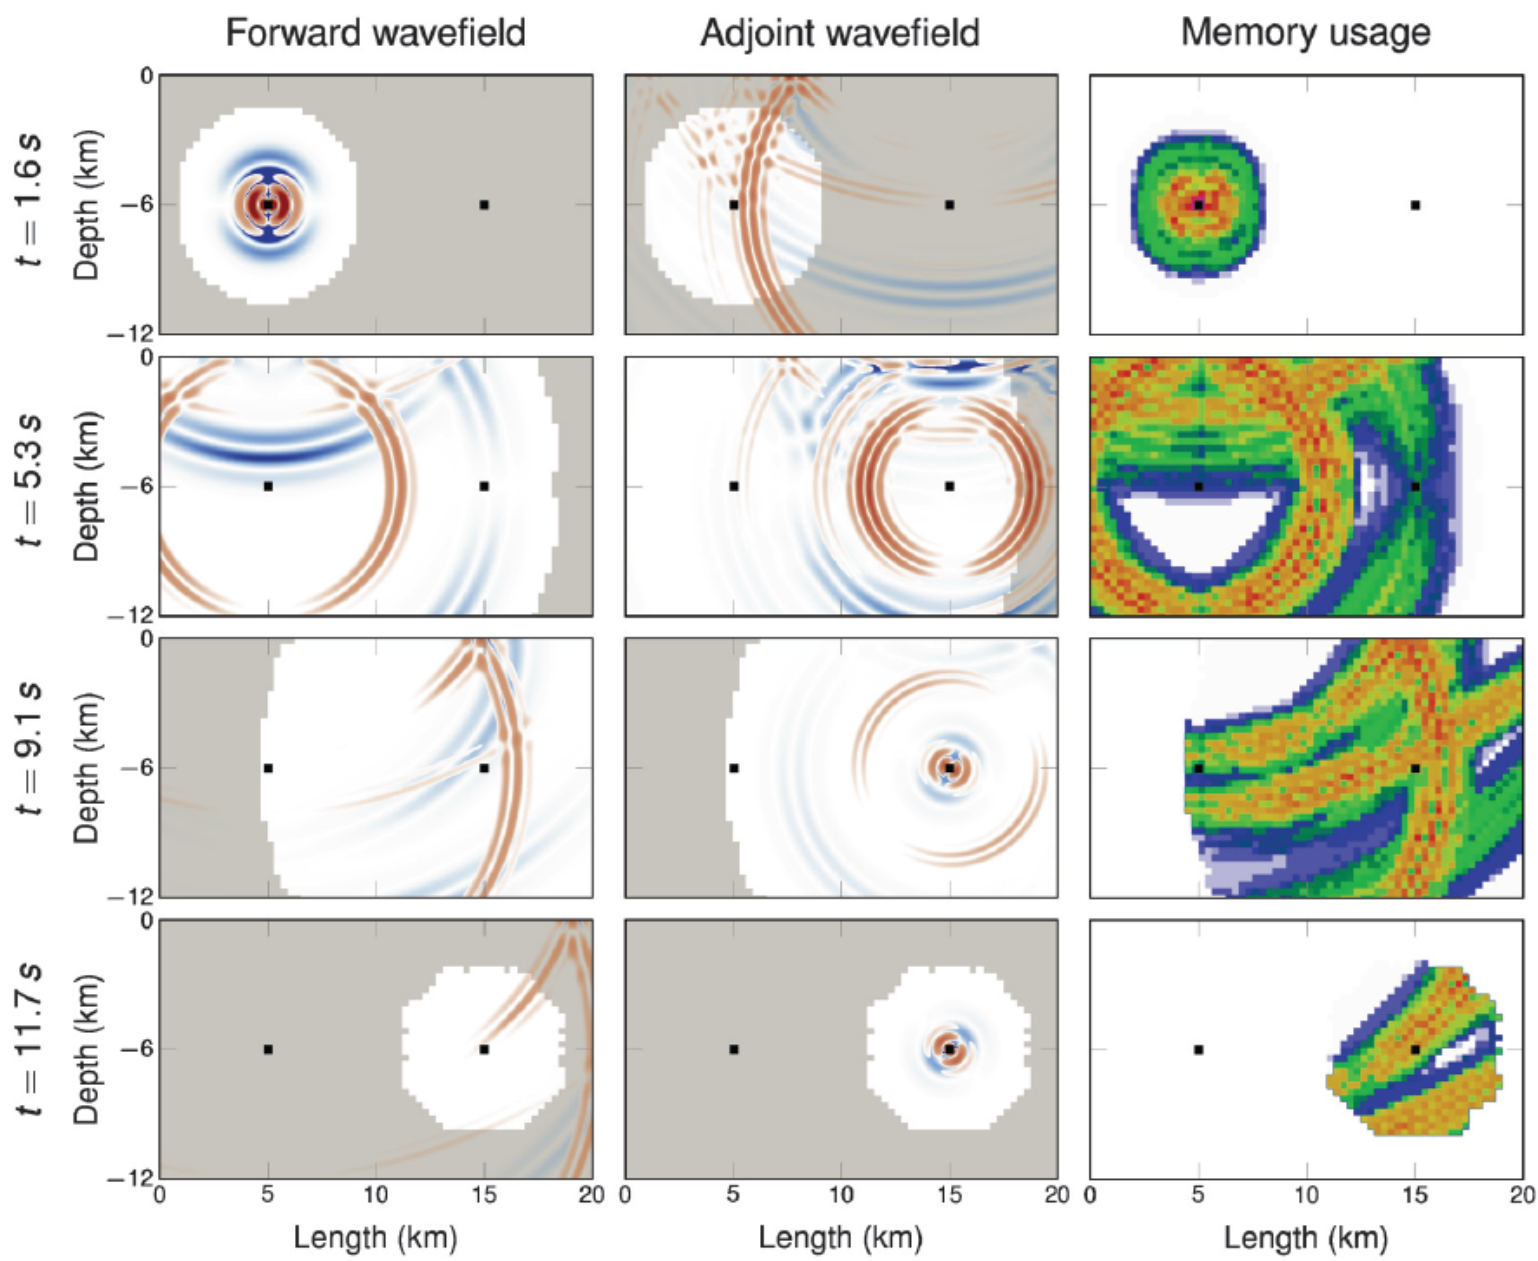 Forward wavefield Adjoint wavefield Memory usage
t = 1.6 s
Depth (km)
0
−6
−12
t = 5.3 s
Depth (km)
0
−6
−12
t = 9.1 s
Depth (km)
0
−6
−12
t = 11.7 s
Depth (km)
0
−6
−12
0 5 10 15 20 0 5 10 15 20 0 5 10 15 20
Length (km) Length (km) Length (km)